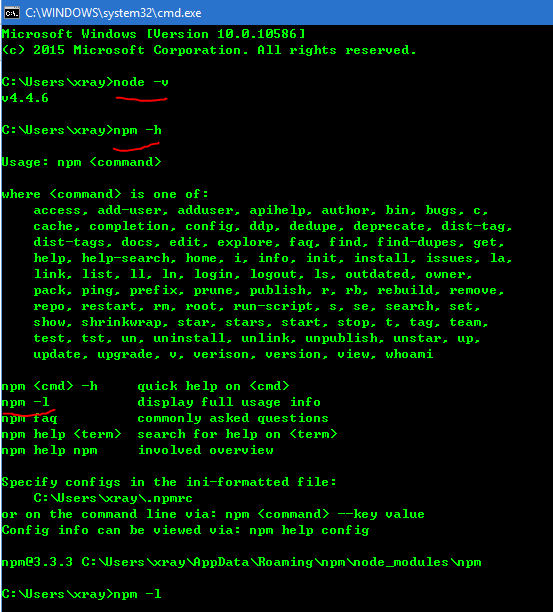 C:\WINDOWS\system32\cmd.exe
Microsoft Windows [Version 10.0.10586]
(c) 2015 Microsoft Corporation. All rights reserved.
C:\Users\xray>node -v
v4.4.6
C:\Users\xray>npm -h
Usage: npm <command>
where <command> is one of:
access, add-user, adduser, apihelp, author, bin, bugs, c,
cache, completion, config, ddp, dedupe, deprecate, dist-tag,
dist-tags, docs, edit, explore, faq, find, find-dupes, get,
help, help-search, home, i, info, init, install, issues, la,
link, list, ll, ln, login, logout, ls, outdated, owner,
pack, ping, prefix, prune, publish, r, rb, rebuild, remove,
repo, restart, rm, root, run-script, s, se, search, set,
show, shrinkwrap, star, stars, start, stop, t, tag, team,
test, tst, un, uninstall, unlink, unpublish, unstar, up,
update, upgrade, v, verison, version, view, whoami
npm <cmd> -h     quick help on <cmd>
npm -l           display full usage info
npm faq          commonly asked questions
npm help <term>  search for help on <term>
npm help npm     involved overview
Specify configs in the ini-formatted file:
C:\Users\xray\.npmrc
or on the command line via: npm <command> --key value
Config info can be viewed via: npm help config
npm@3.3.3 C:\Users\xray\AppData\Roaming\npm\node_modules\npm
C:\Users\xray>npm -l